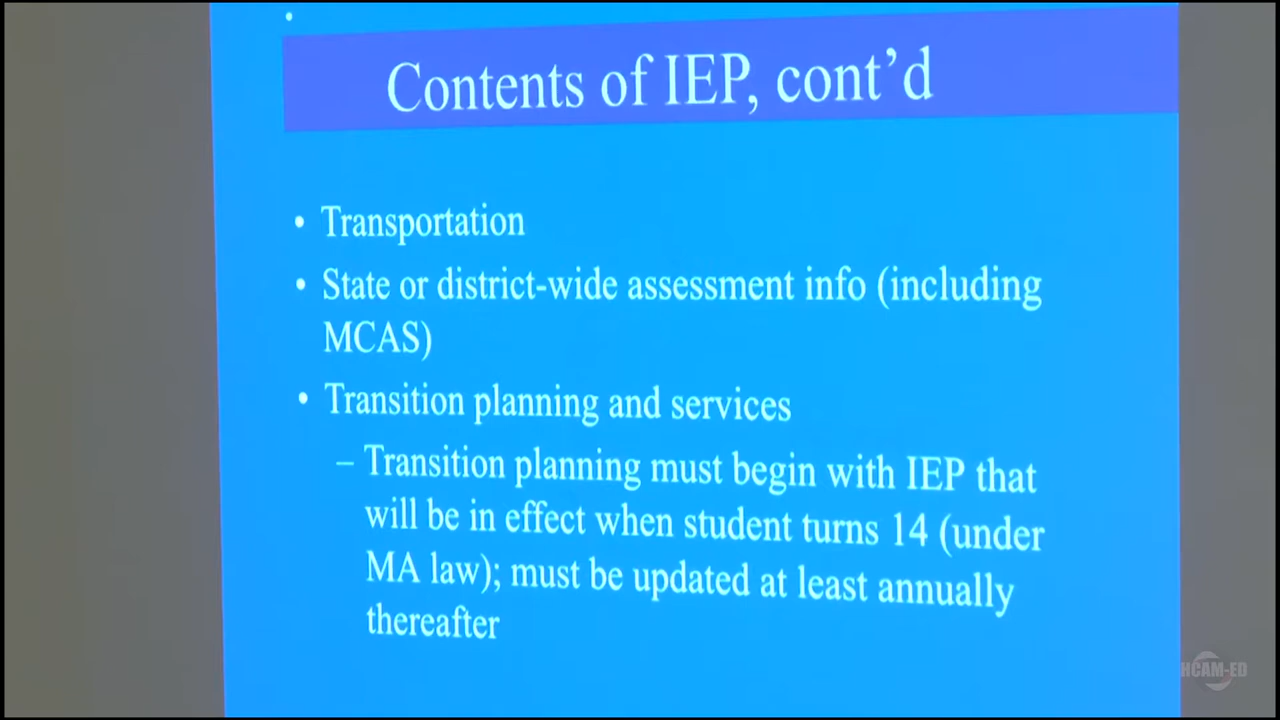 Contents of IEP, cont’d
• Transportation
• State or district-wide assessment info (including
MCAS)
• Transition planning and services
– Transition planning must begin with IEP that
will be in effect when student turns 14 (under
MA law); must be updated at least annually
thereafter
HCAM-ED